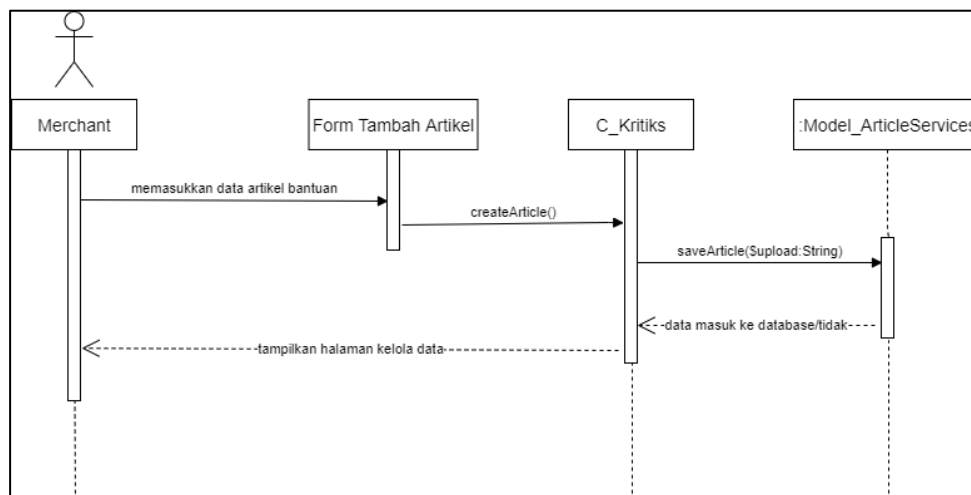 Merchant
Form Tambah Artikel
C_Kritiks
:Model_ArticleServices
memasukkan data artikel bantuan
createArticle()
saveArticle($upload:String)
data masuk ke database/tidak
tampilkan halaman kelola data